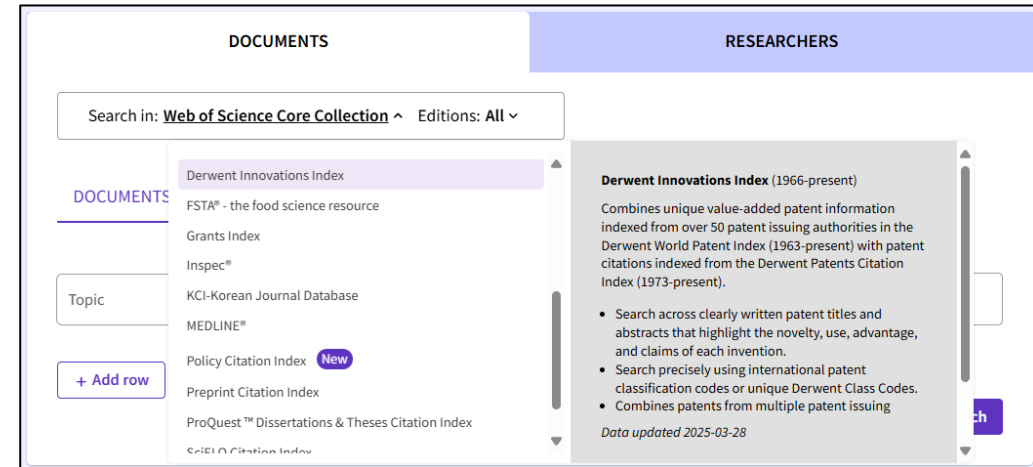 DOCUMENTS
RESEARCHERS
Search in: Web of Science Core Collection Editions: All
DOCUMENTS
Topic
+ Add row
Derwent Innovations Index
FSTA® - the food science resource
Grants Index
Inspec®
KCI-Korean Journal Database
MEDLINE®
Policy Citation Index New
Preprint Citation Index
ProQuest ™ Dissertations & Theses Citation Index
SciELO Citation Index
Derwent Innovations Index (1966-present)
Combines unique value-added patent information
indexed from over 50 patent issuing authorities in the
Derwent World Patent Index (1963-present) with patent
citations indexed from the Derwent Patents Citation
Index (1973-present).
• Search across clearly written patent titles and
abstracts that highlight the novelty, use, advantage,
and claims of each invention.
• Search precisely using international patent
classification codes or unique Derwent Class Codes.
• Combines patents from multiple patent issuing
Data updated 2025-03-28
ch